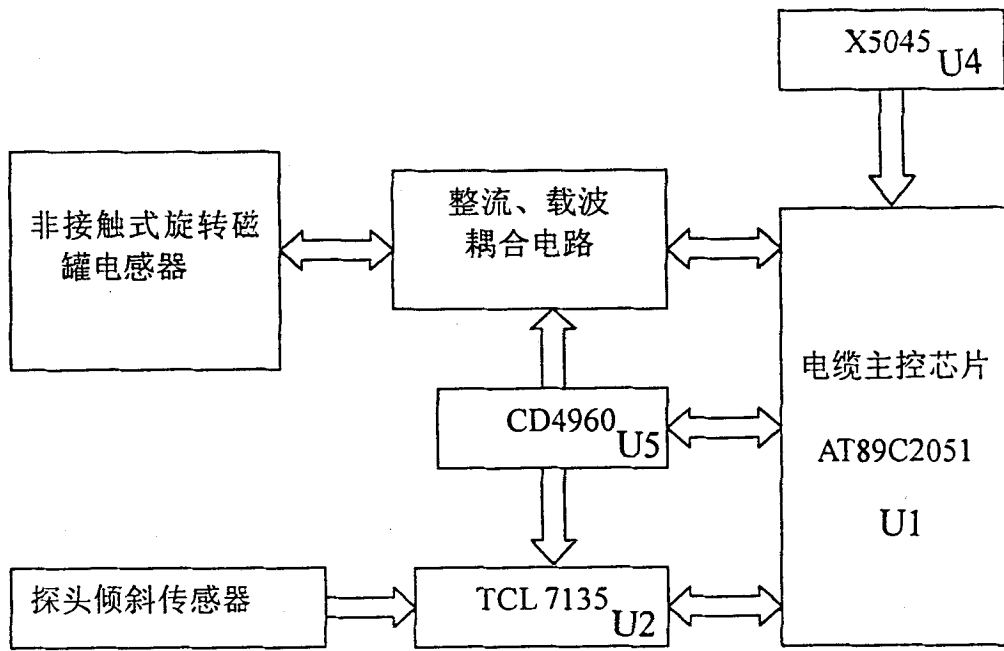 X5045 U4
非接触式旋转磁
罐电感器
整流、载波
耦合电路
电缆主控芯片
AT89C2051
U1
CD4960 U5
探头倾斜传感器
TCL 7135 U2